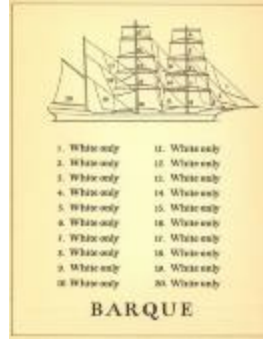 1. White only
2. White only
3. White only
4. White only
5. White only
6. White only
7. White only
8. White only
9. White only
10. White only
11. White only
12. White only
13. White only
14. White only
15. White only
16. White only
17. White only
18. White only
19. White only
20. White only
BARQUE